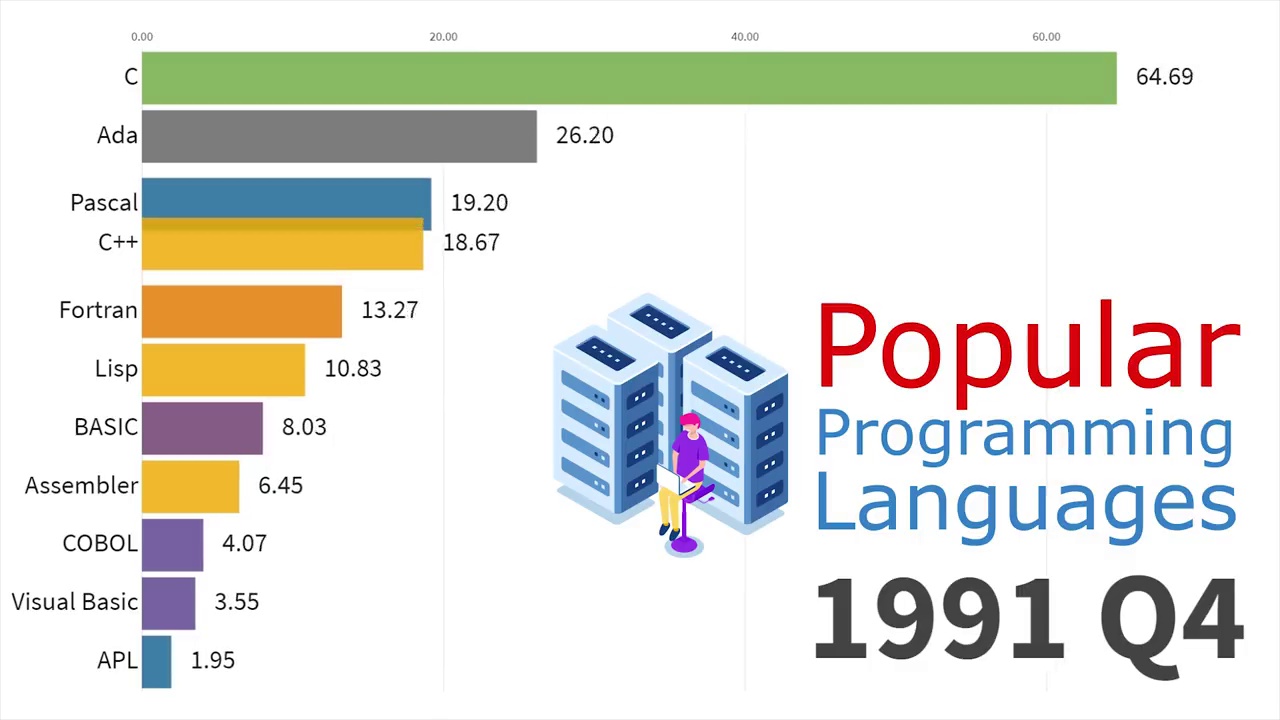 0.00 20.00 40.00 60.00
C 64.69
Ada 26.20
Pascal 19.20
C++ 18.67
Fortran 13.27
Lisp 10.83
BASIC 8.03
Assembler 6.45
COBOL 4.07
Visual Basic 3.55
APL 1.95
Popular
Programming
Languages
1991 Q4